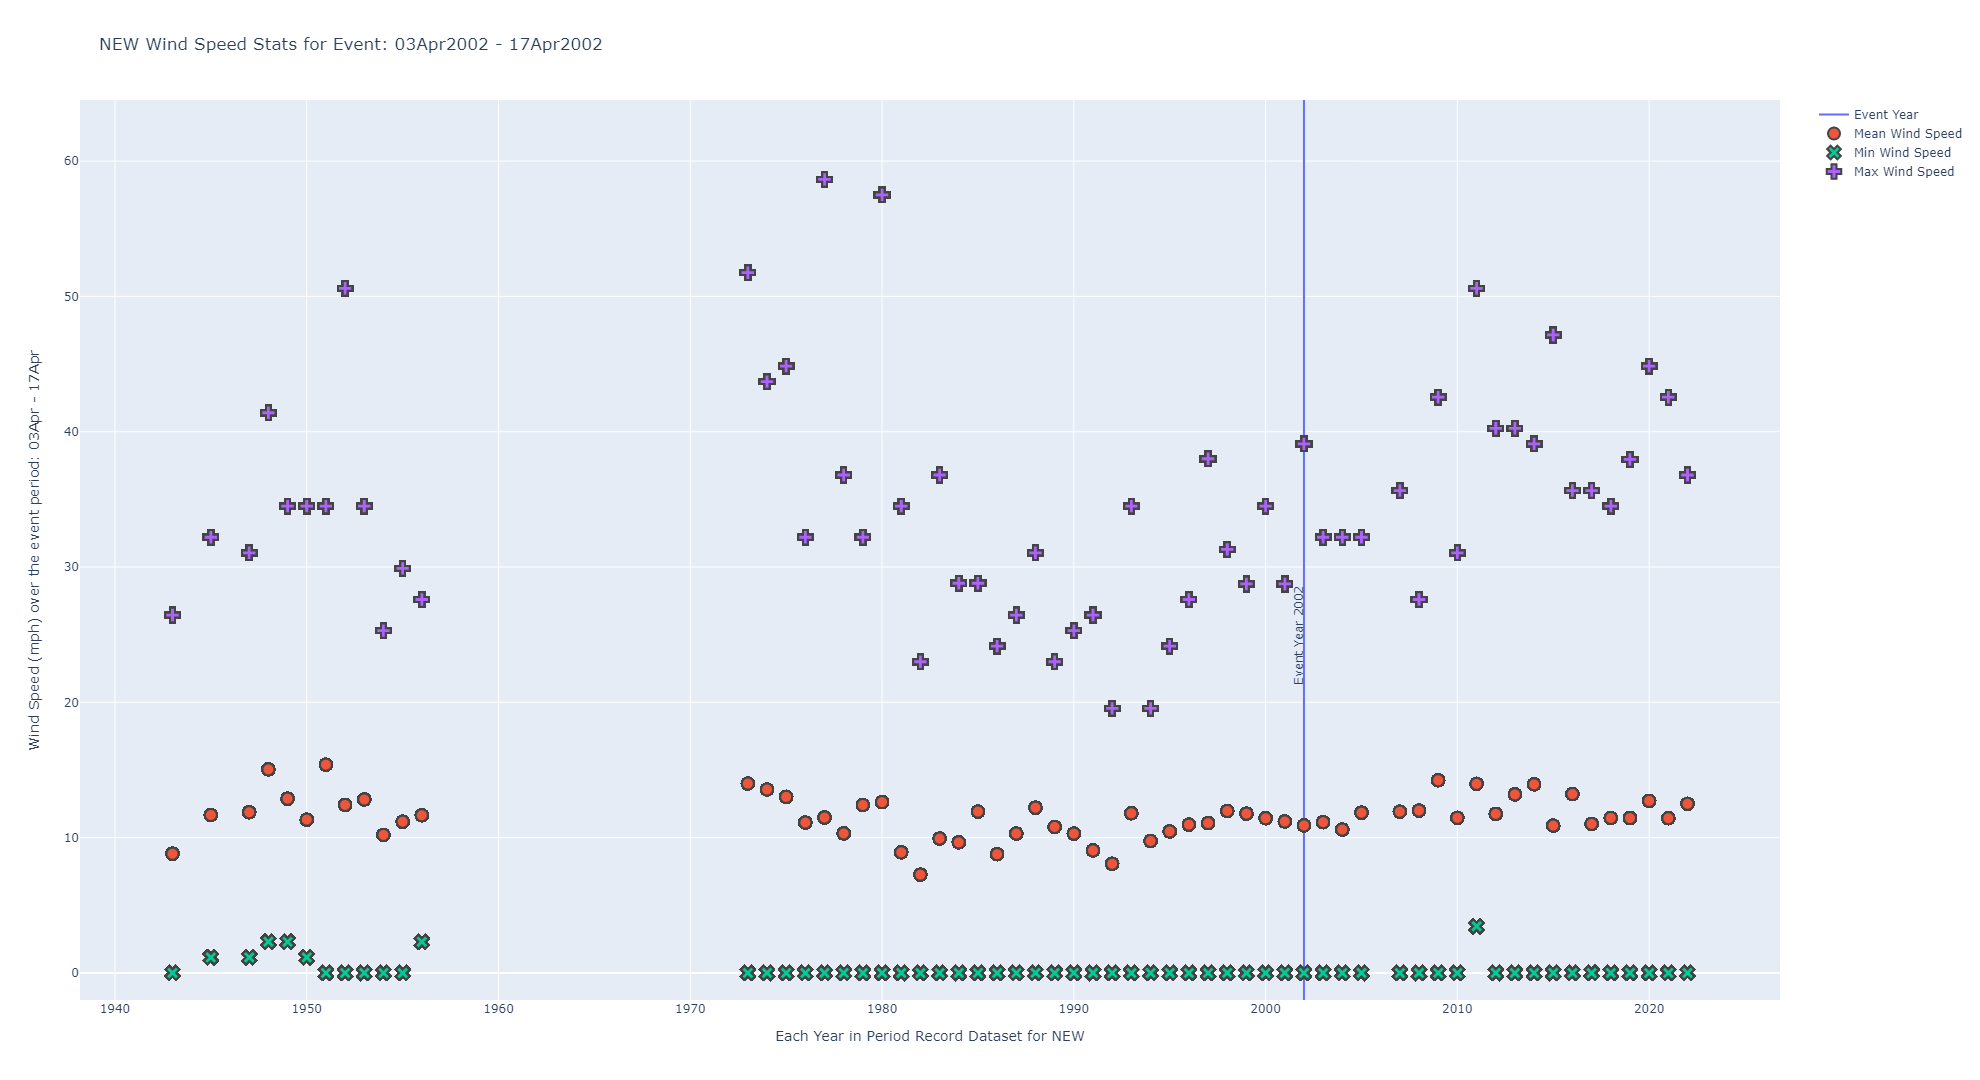 NEW Wind Speed Stats for Event: 03Apr2002 - 17Apr2002
Event Year
Mean Wind Speed
Min Wind Speed
Max Wind Speed
Wind Speed (mph) over the event period: 03Apr - 17Apr
60
50
40
30
20
10
0
Event Year 2002
1940
1950
1960
1970
1980
1990
2000
2010
2020
Each Year in Period Record Dataset for NEW